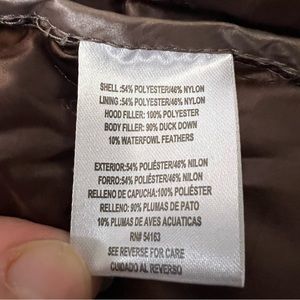 SHELL :54% POLYESTER/46% NYLON
LINING :54% POLYESTER/46% NYLON
HOOD FILLER: 100% POLYESTER
BODY FILLER: 90% DUCK DOWN
10% WATERFOWL FEATHERS
EXTERIOR:54% POLIÉSTER/46% NILON
FORRO:54% POLIÉSTER/46% NILON
RELLENO DE CAPUCHA:100% POLIÉSTER
RELLENO: 90% PLUMAS DE PATO
10% PLUMAS DE AVES ACUATICAS
RN# 54163
SEE REVERSE FOR CARE
CUIDADO AL REVERSO